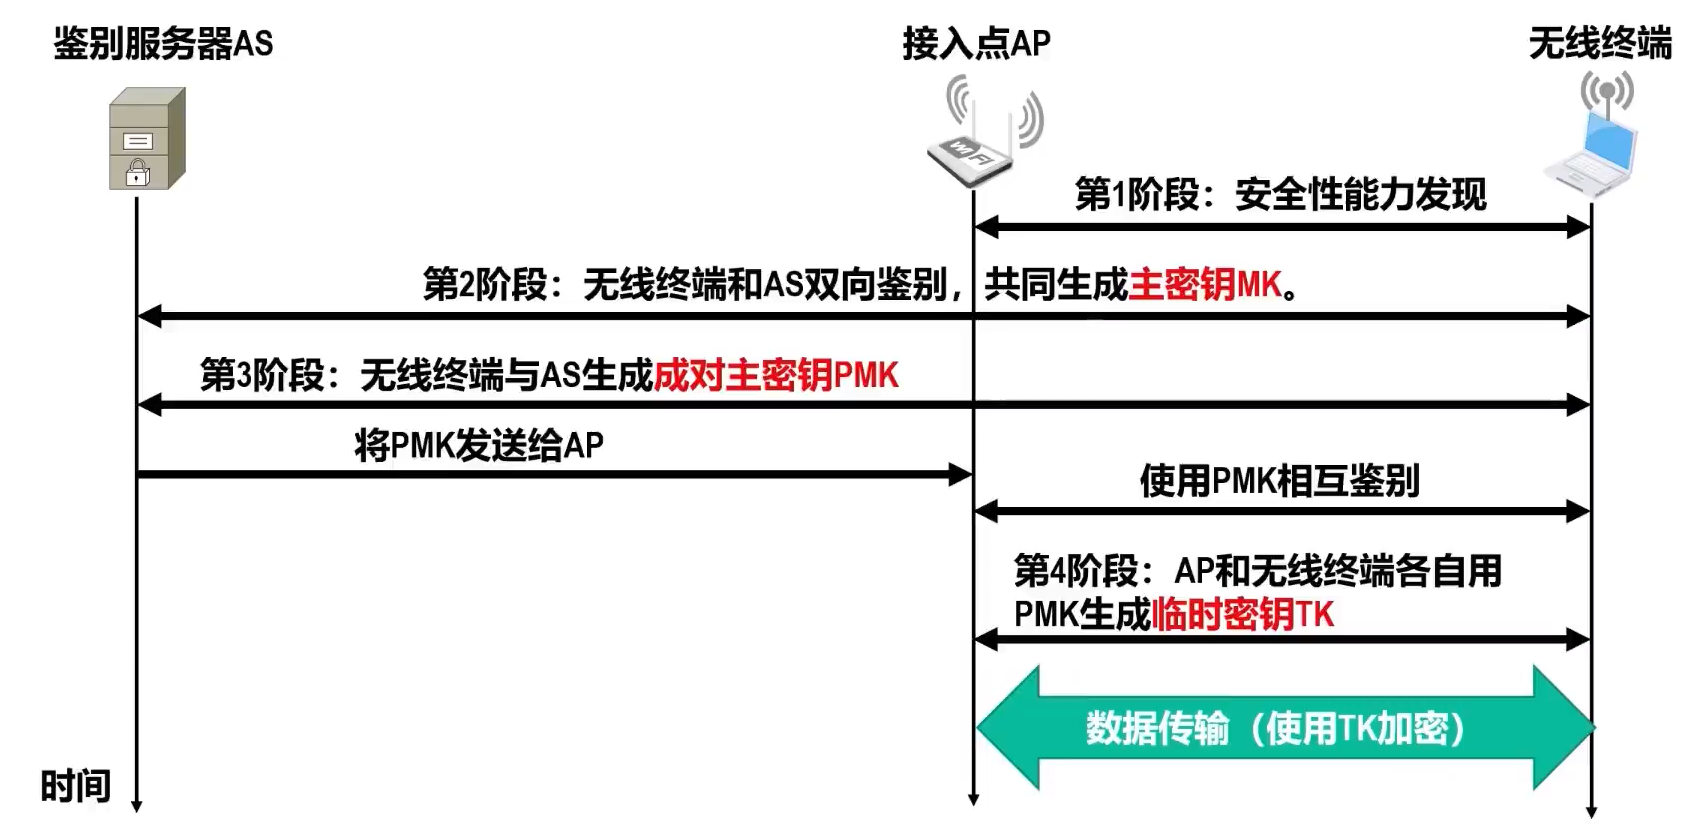 鉴别服务器AS
接入点AP
无线终端
WiFi
第1阶段：安全性能力发现
第2阶段：无线终端和AS双向鉴别，共同生成主密钥MK。
第3阶段：无线终端与AS生成成对主密钥PMK
将PMK发送给AP
使用PMK相互鉴别
第4阶段：AP和无线终端各自用
PMK生成临时密钥TK
数据传输（使用TK加密）
时间